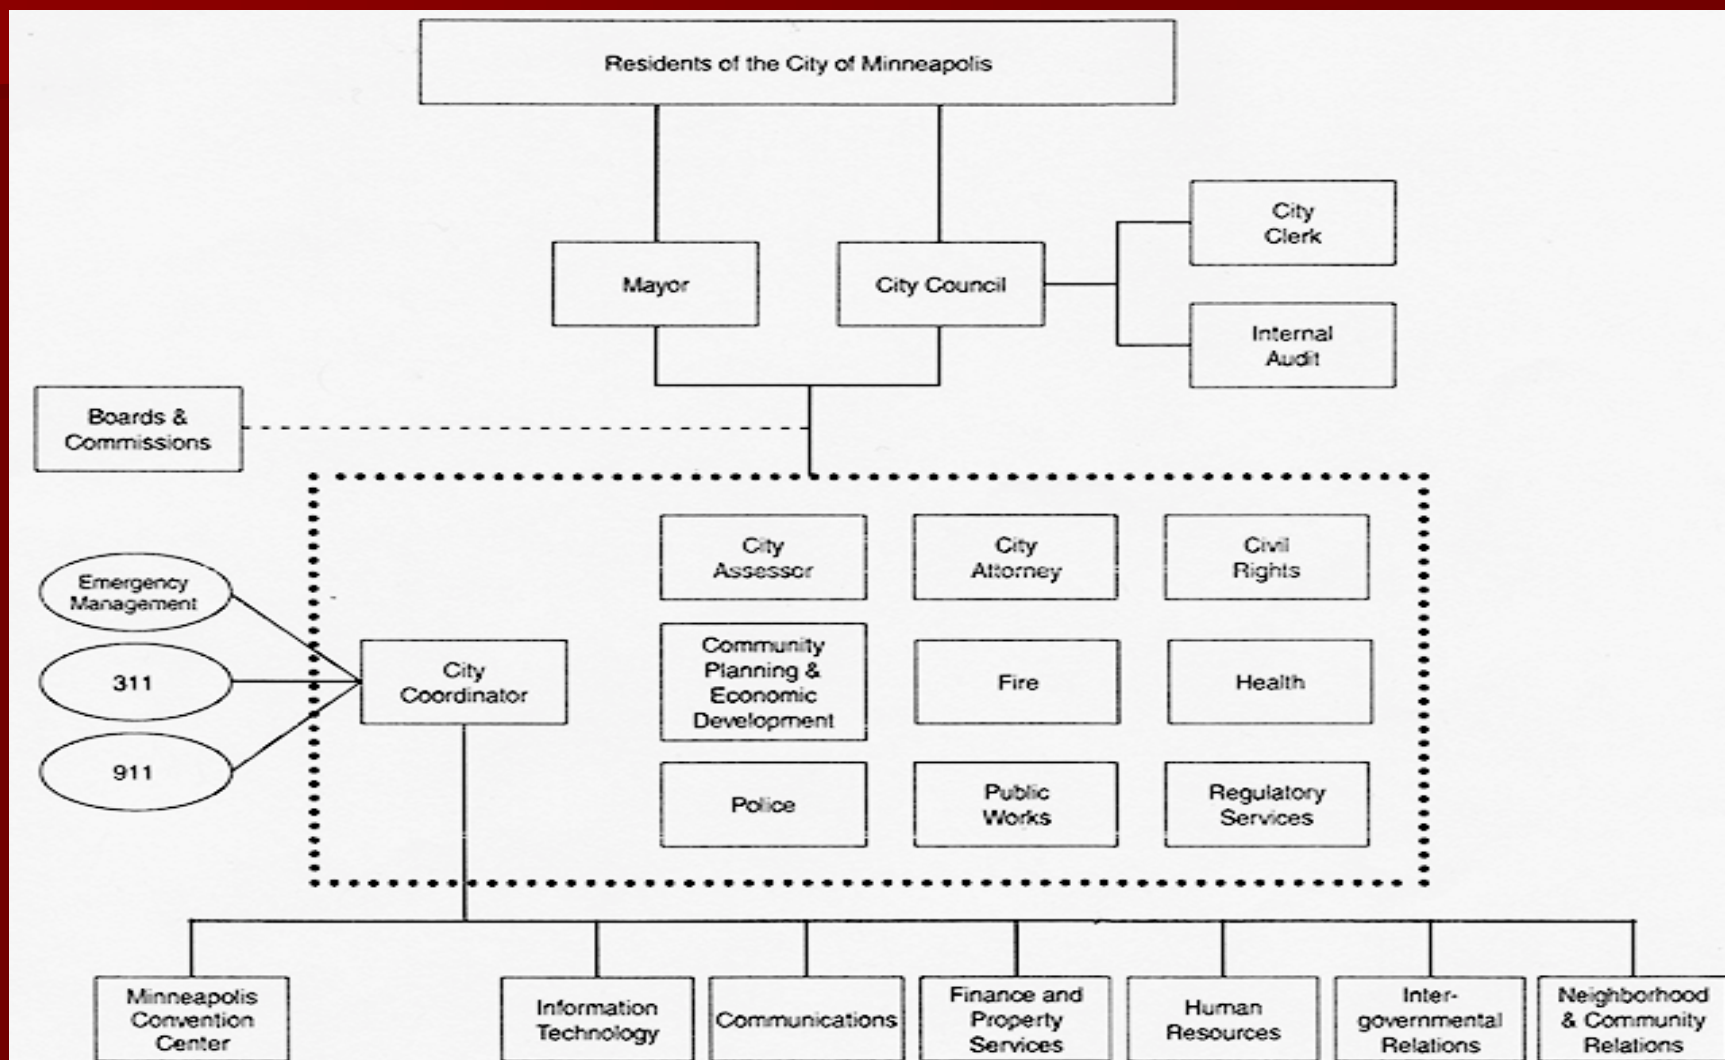 Residents of the City of Minneapolis
City
Clerk
Mayor
City Council
Internal
Audit
Boards &
Commissions
City
Assessor
City
Attorney
Civil
Rights
Emergency
Management
311
911
City
Coordinator
Community
Planning &
Economic
Development
Fire
Health
Police
Public
Works
Regulatory
Services
Minneapolis
Convention
Center
Information
Technology
Communications
Finance and
Property
Services
Human
Resources
Inter-
governmental
Relations
Neighborhood
& Community
Relations